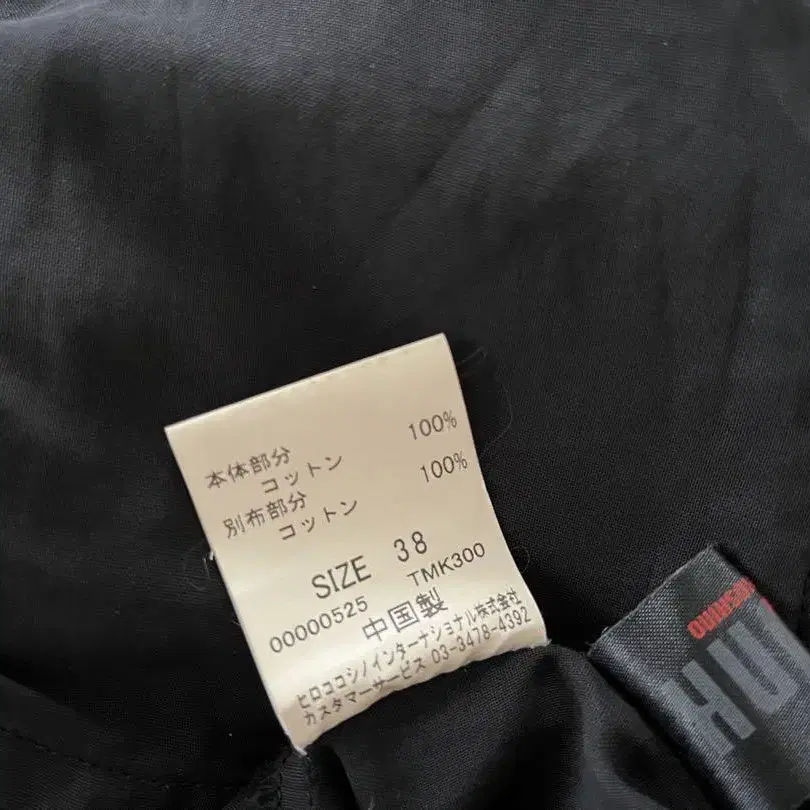 本体部分
コットン 100%
別布部分
コットン 100%
SIZE 38
00000525 TMK300
中国製
ヒロココシノインターナショナル株式会社
カスタマーサービス 03-3478-4392
HU